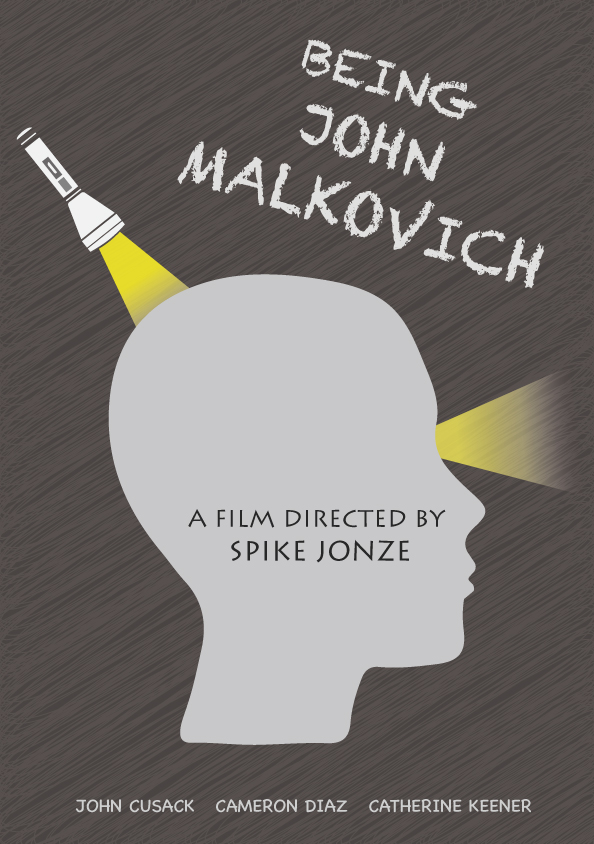 BEING
JOHN
MALKOVICH
A FILM DIRECTED BY
SPIKE JONZE
JOHN CUSACK CAMERON DIAZ CATHERINE KEENER